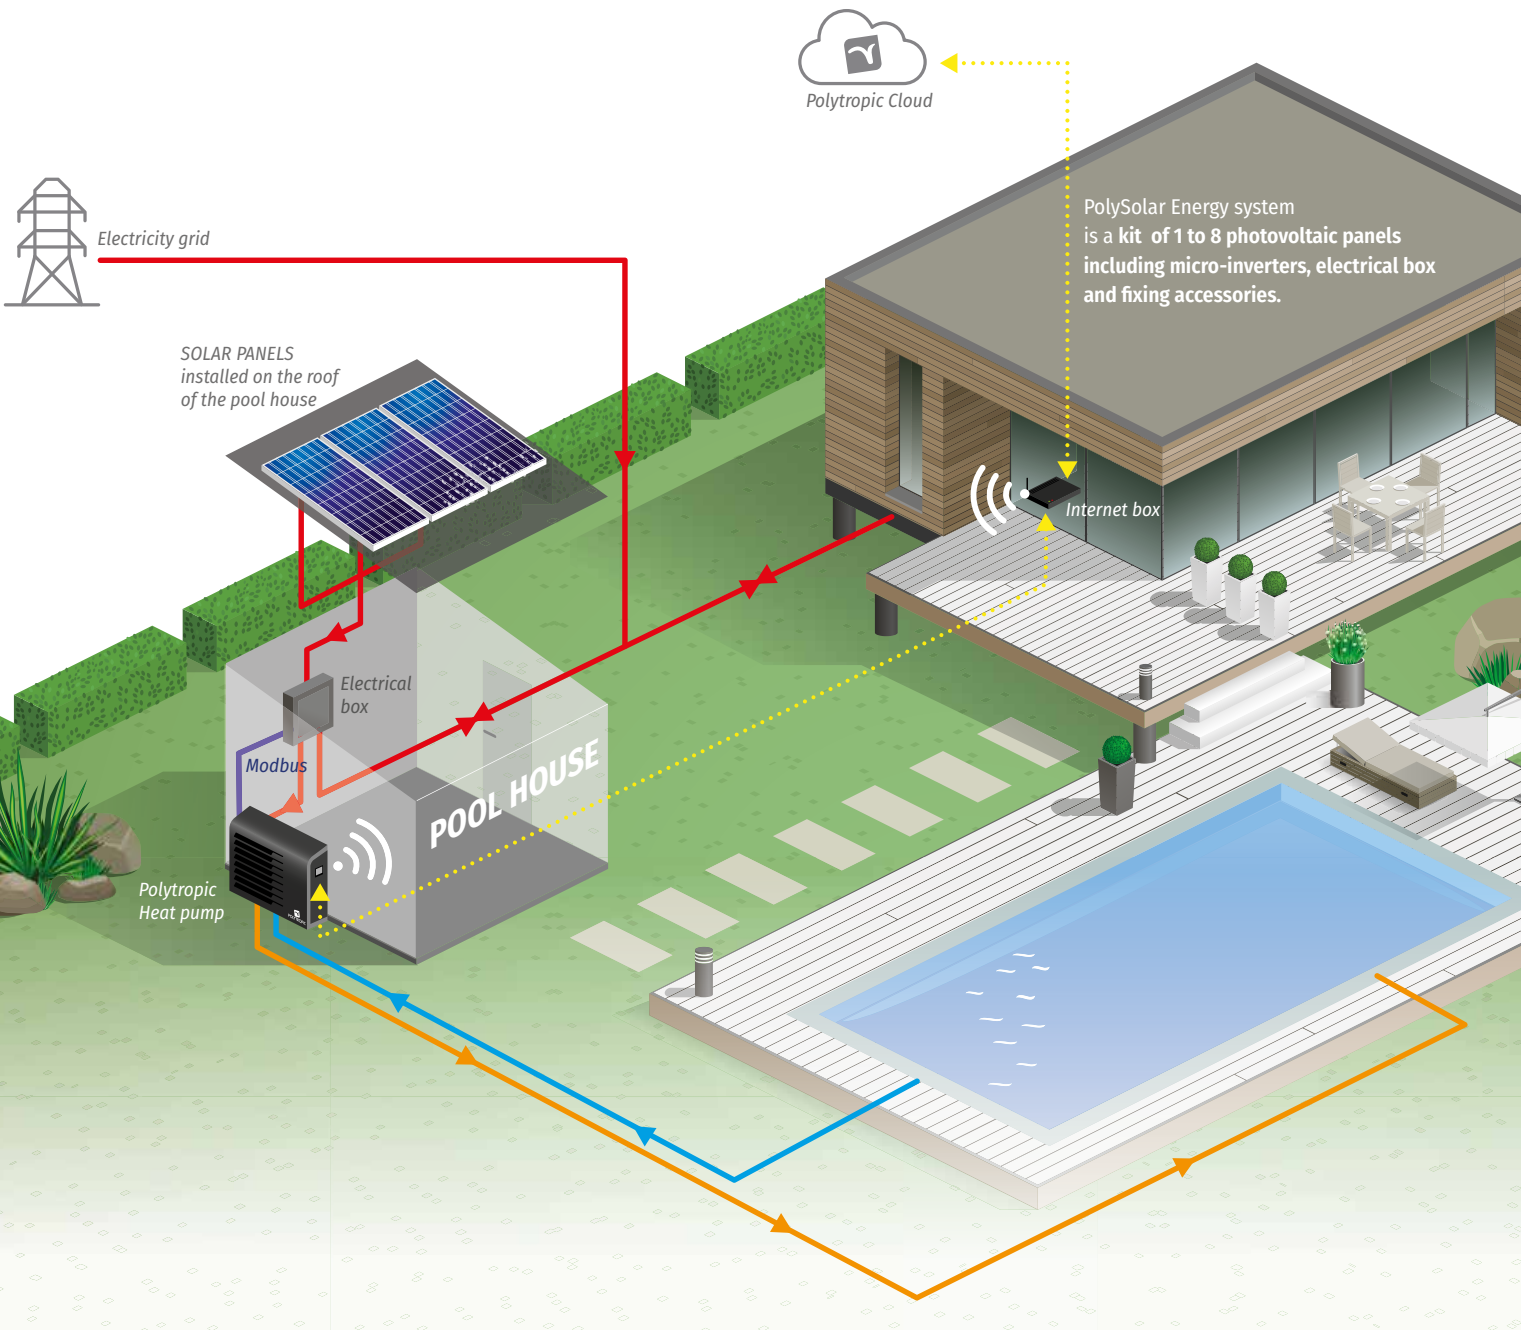 Polytropic Cloud
PolySolar Energy system
is a kit of 1 to 8 photovoltaic panels
including micro-inverters, electrical box
and fixing accessories.
Electricity grid
SOLAR PANELS
installed on the roof
of the pool house
Internet box
Electrical
box
Modbus
POOL HOUSE
Polytropic
Heat pump